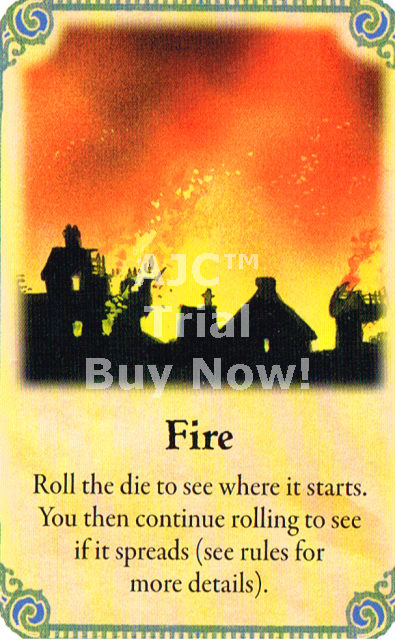 AJC™
Trial
Buy Now!
Fire
Roll the die to see where it starts.
You then continue rolling to see
if it spreads (see rules for
more details).